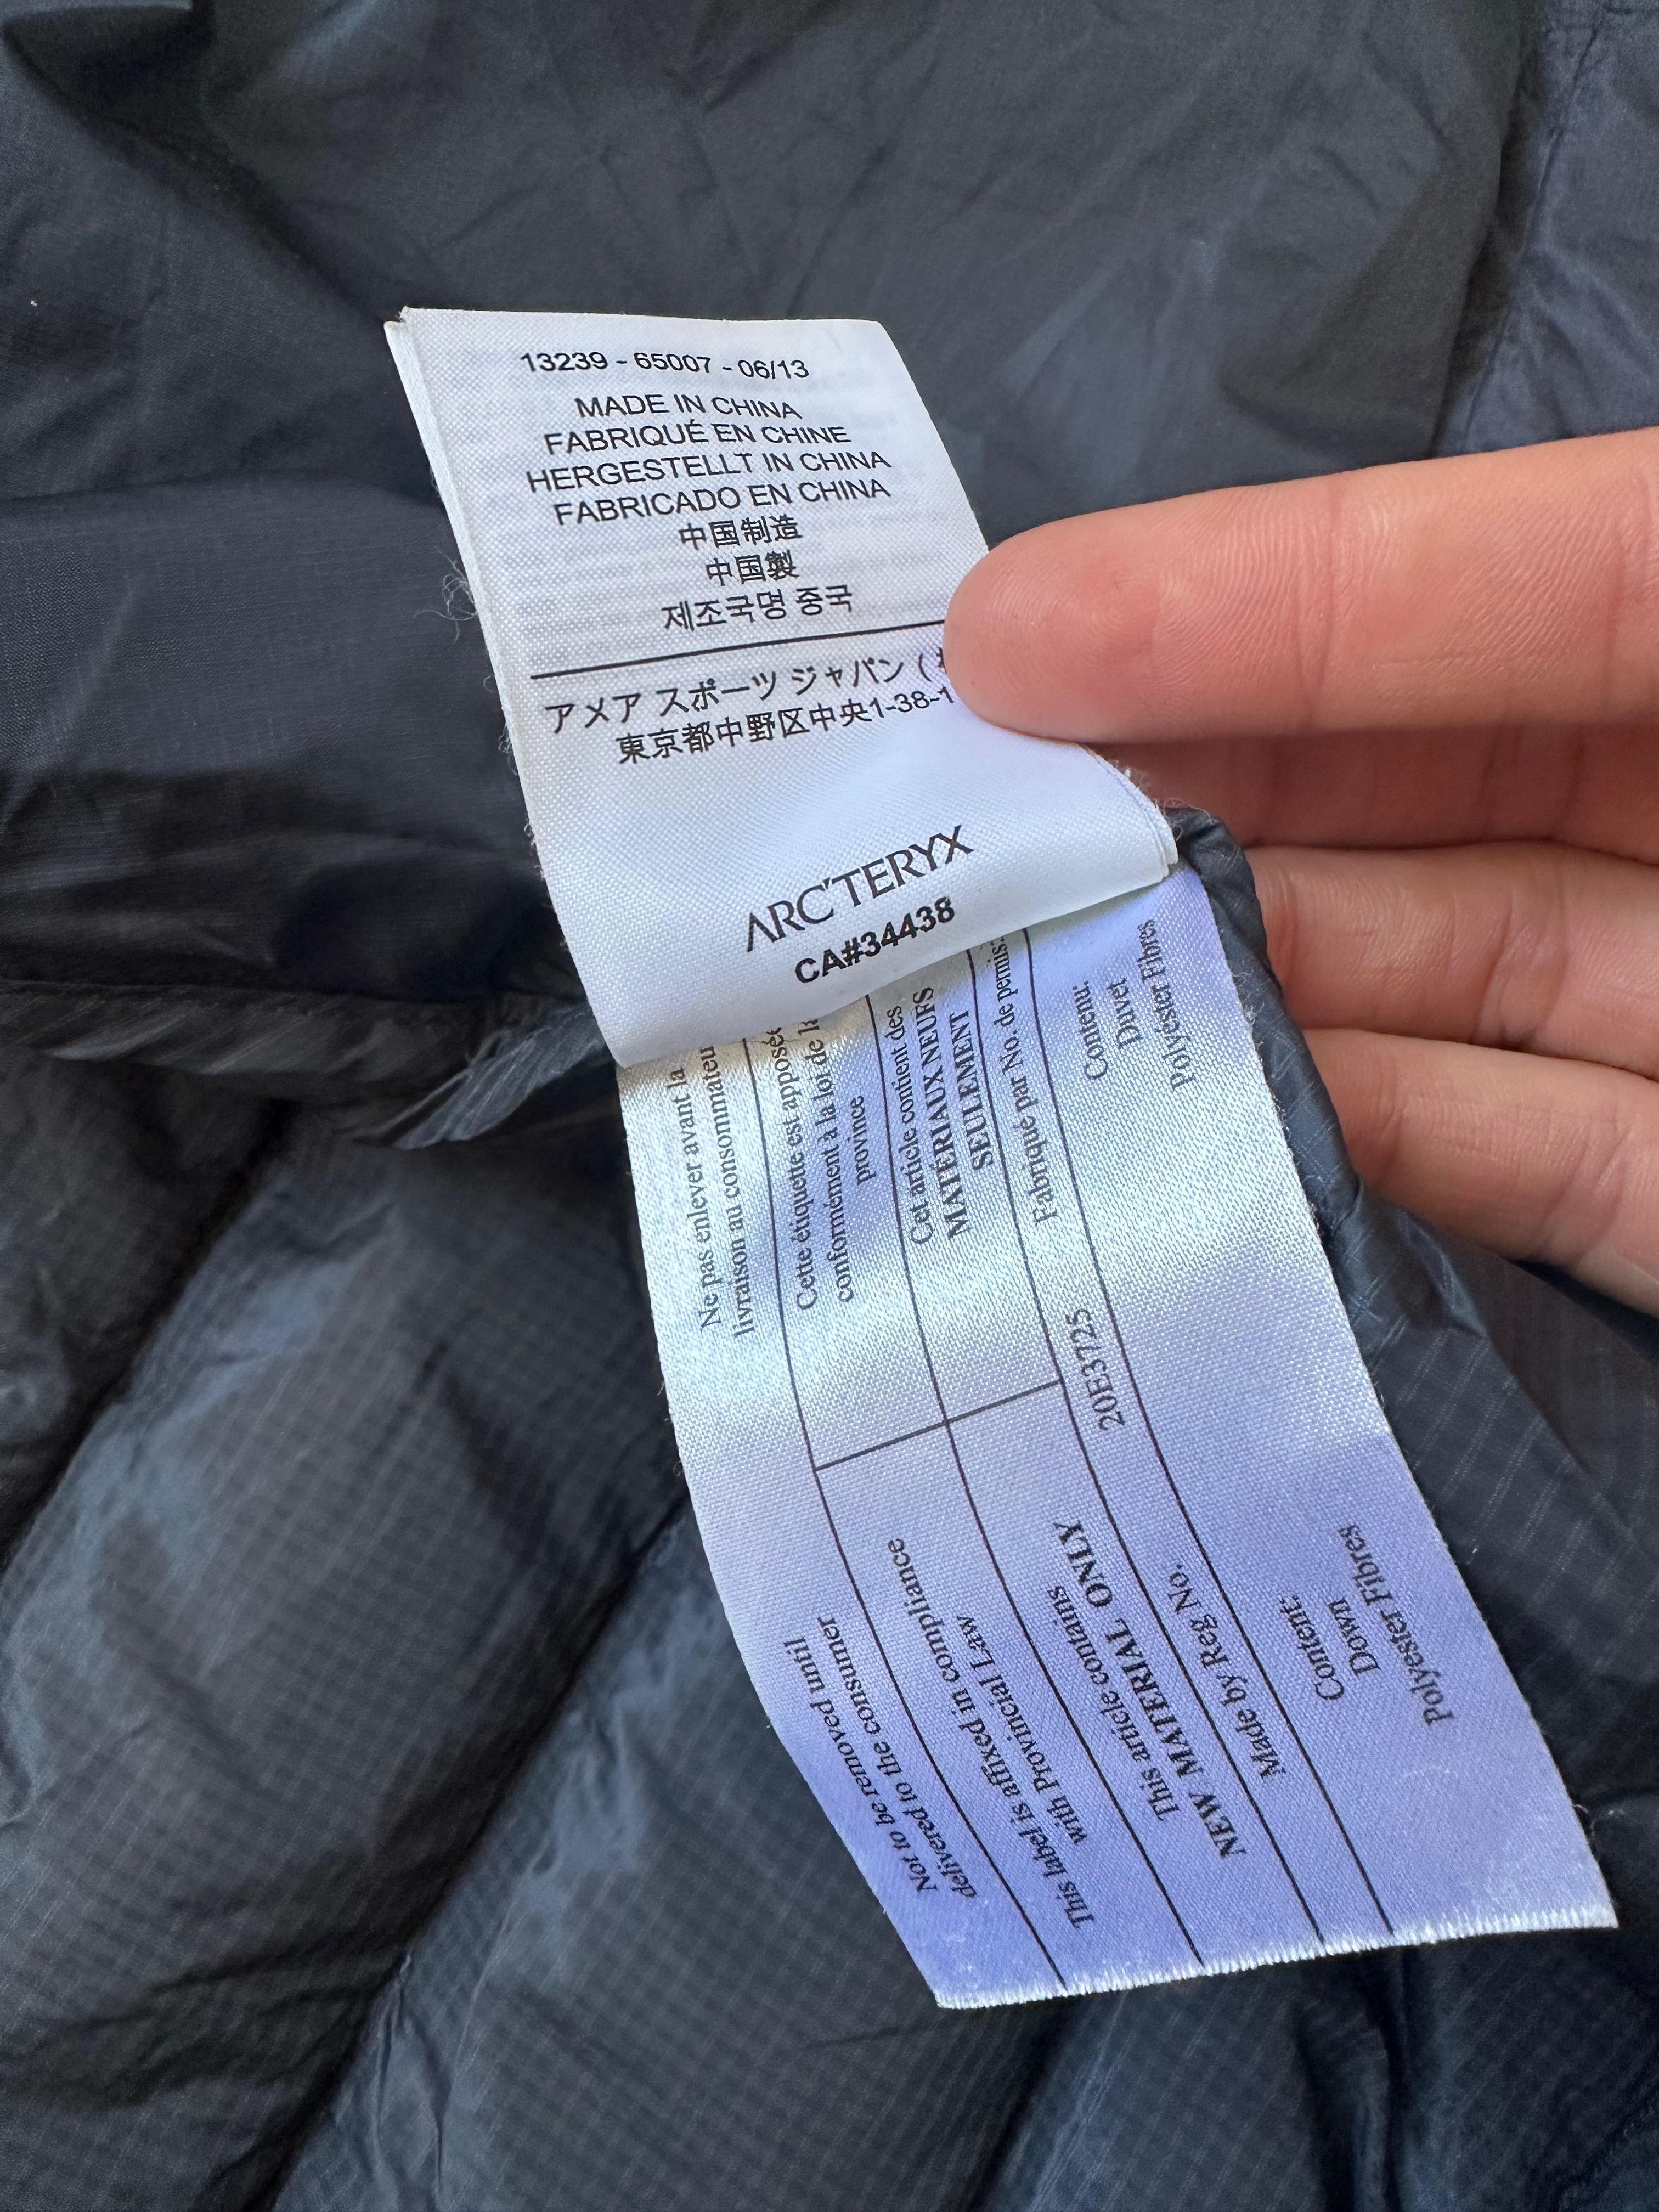 13239 - 65007 - 06/13
MADE IN CHINA
FABRIQUÉ EN CHINE
HERGESTELLT IN CHINA
FABRICADO EN CHINA
中国制造
中国製
제조국명 중국
アメア スポーツ ジャパン (
東京都中野区中央1-38-1
ARC'TERYX
CA#34438
Ne pas enlever avant la
livraison au consommateur
Cette étiquette est apposée
conformément à la loi de la
province
Cet article contient des
MATÉRIAUX NEUFS
SEULEMENT
Fabriqué par No. de permis:
Contenu:
Duvet
Polyester Fibres
20E3725
Not to be removed until
delivered to the consumer
This label is affixed in compliance
with Provincial Law
This article contains
NEW MATERIAL ONLY
Made by Reg No.
Content:
Down
Polyester Fibres